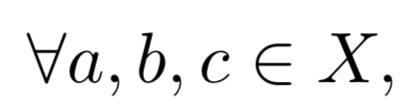 ∀a, b, c ∈ X,